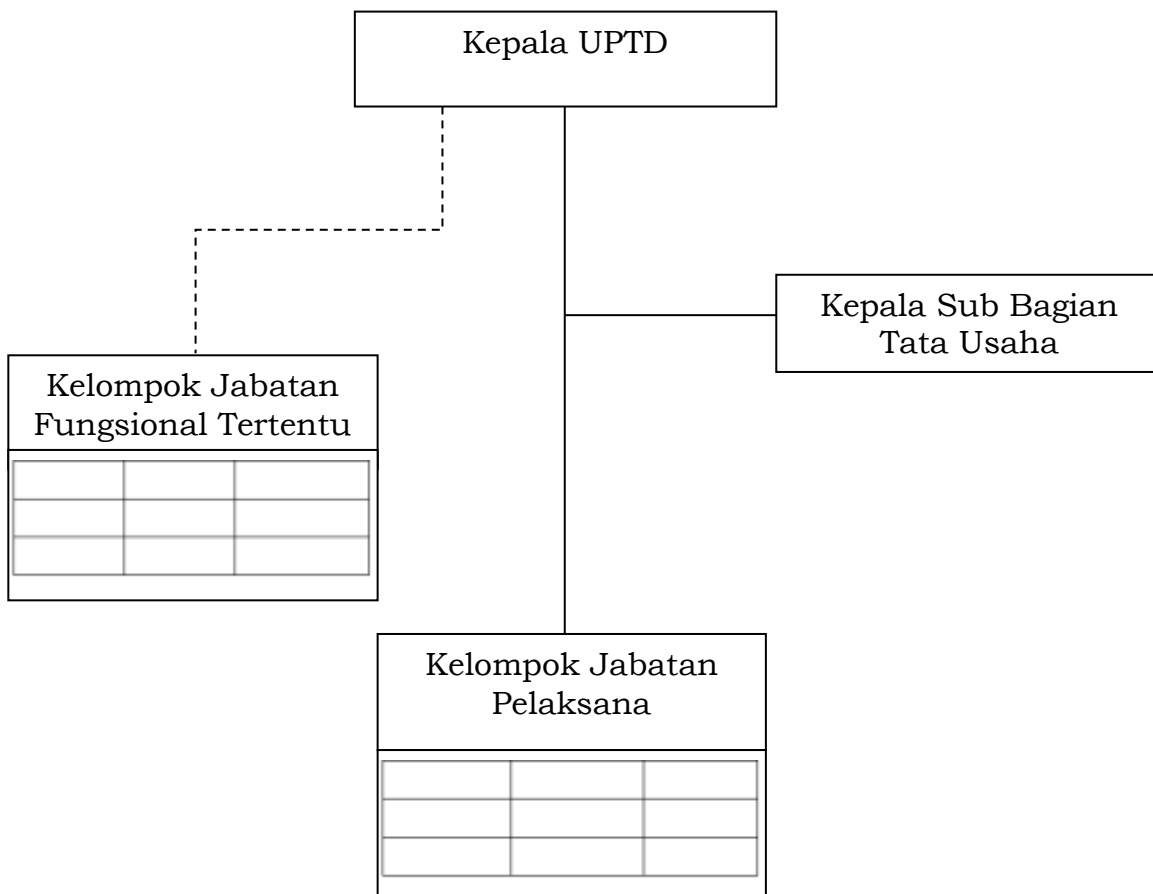 Kepala UPTD
Kepala Sub Bagian
Tata Usaha
Kelompok Jabatan
Fungsional Tertentu
Kelompok Jabatan
Pelaksana